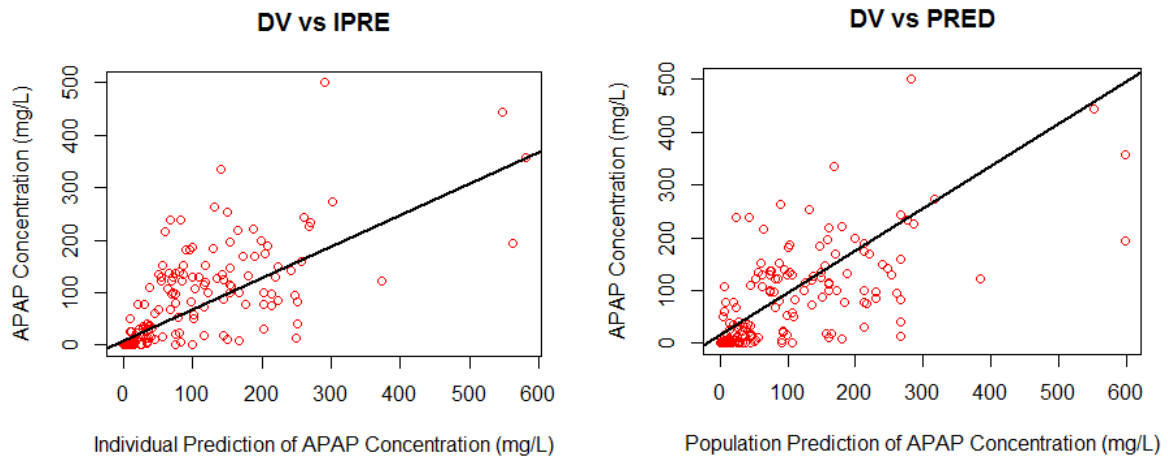 DV vs IPRE
APAP Concentration (mg/L)
500
400
300
200
100
0
0 100 200 300 400 500 600
Individual Prediction of APAP Concentration (mg/L)
DV vs PRED
APAP Concentration (mg/L)
500
400
300
200
100
0
0 100 200 300 400 500 600
Population Prediction of APAP Concentration (mg/L)